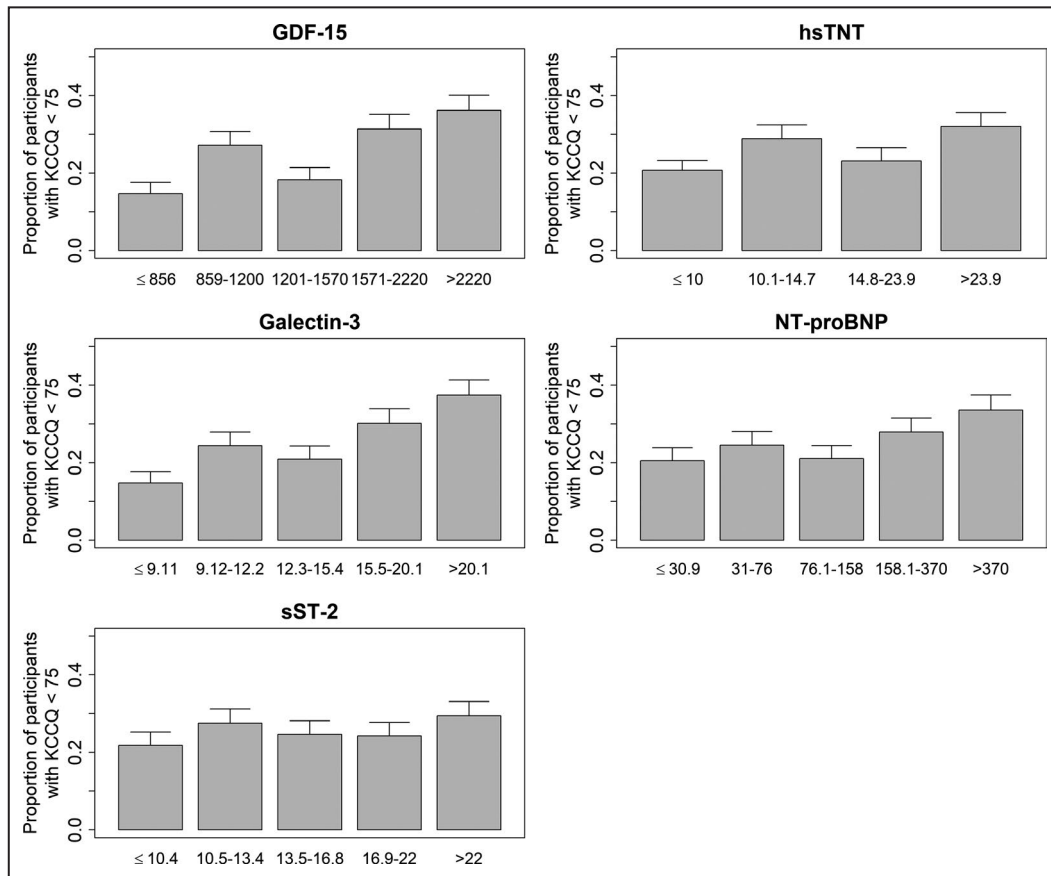 GDF-15
Proportion of participants
with KCCQ < 75
0.0 0.2 0.4
≤ 856 859-1200 1201-1570 1571-2220 >2220
hsTNT
Proportion of participants
with KCCQ < 75
0.0 0.2 0.4
≤ 10 10.1-14.7 14.8-23.9 >23.9
Galectin-3
Proportion of participants
with KCCQ < 75
0.0 0.2 0.4
≤ 9.11 9.12-12.2 12.3-15.4 15.5-20.1 >20.1
NT-proBNP
Proportion of participants
with KCCQ < 75
0.0 0.2 0.4
≤ 30.9 31-76 76.1-158 158.1-370 >370
sST-2
Proportion of participants
with KCCQ < 75
0.0 0.2 0.4
≤ 10.4 10.5-13.4 13.5-16.8 16.9-22 >22